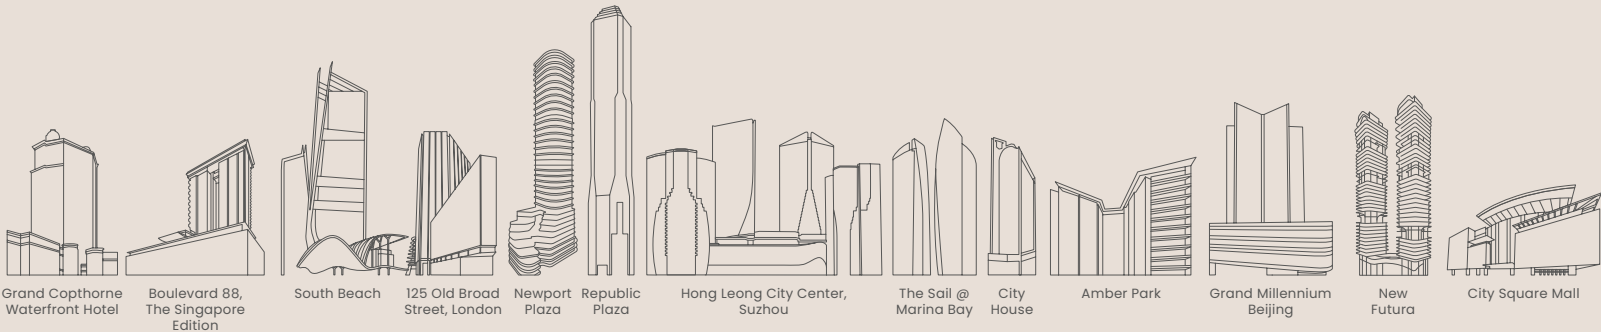 Grand Copthorne
Waterfront Hotel
Boulevard 88,
The Singapore
Edition
South Beach
125 Old Broad
Street, London
Newport
Plaza
Republic
Plaza
Hong Leong City Center,
Suzhou
The Sail @
Marina Bay
City
House
Amber Park
Grand Millennium
Beijing
New
Futura
City Square Mall